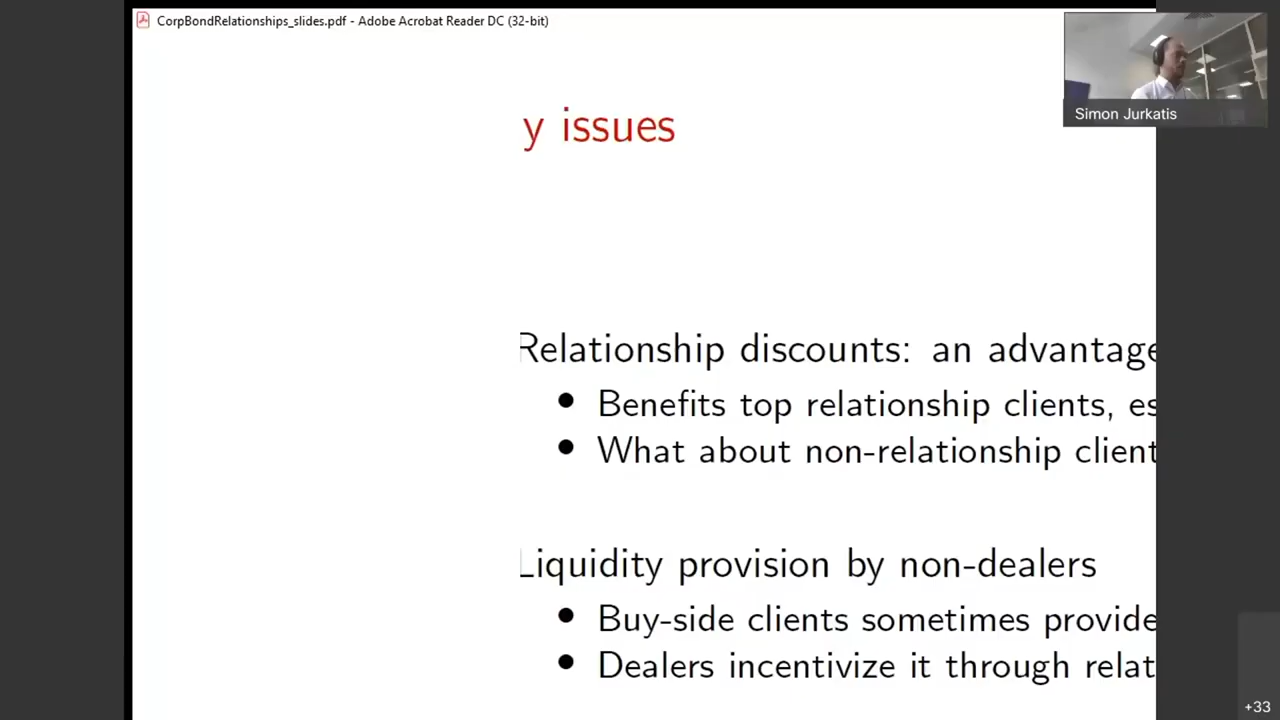 CorpBondRelationships_slides.pdf - Adobe Acrobat Reader DC (32-bit)
Simon Jurkatis
y issues
Relationship discounts: an advantage
• Benefits top relationship clients, es
• What about non-relationship client
Liquidity provision by non-dealers
• Buy-side clients sometimes provide
• Dealers incentivize it through relat
+33